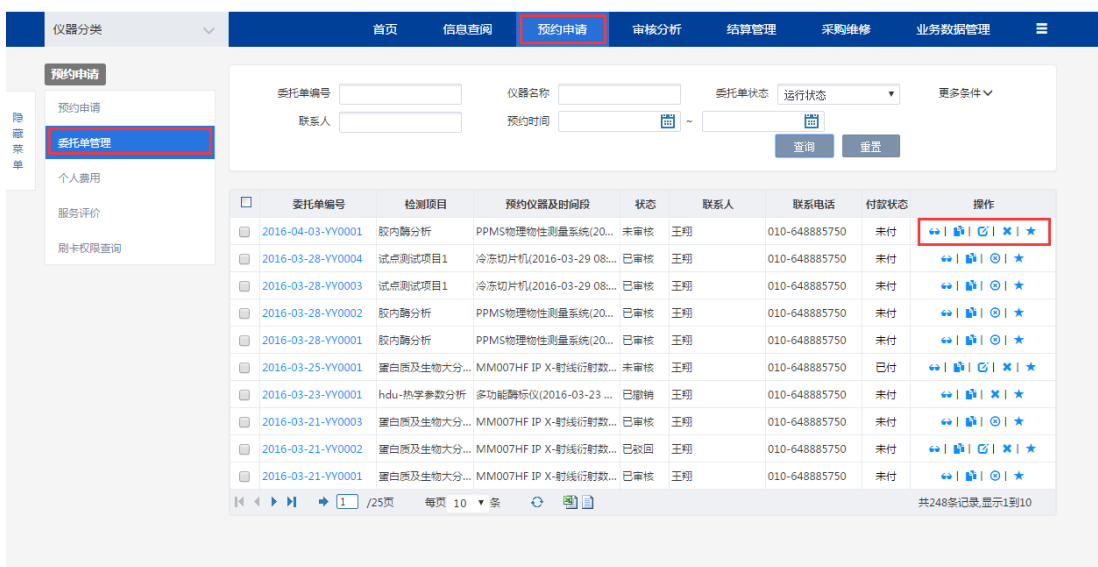 仪器分类 首页 信息查阅 预约申请 审核分析 结算管理 采购维修 业务数据管理
预约申请
隐藏菜单
预约申请
委托单管理
个人费用
服务评价
刷卡权限查询
委托单编号 仪器名称 委托单状态 运行状态 更多条件
联系人 预约时间 ~
查询 重置
委托单编号 检测项目 预约仪器及时间段 状态 联系人 联系电话 付款状态 操作
2016-04-03-YY0001 胶内酶分析 PPMS物理物性测量系统(20... 未审核 王翔 010-648885750 未付
2016-03-28-YY0004 试点测试项目1 冷冻切片机(2016-03-29 08:... 已审核 王翔 010-648885750 未付
2016-03-28-YY0003 试点测试项目1 冷冻切片机(2016-03-29 08:... 已审核 王翔 010-648885750 未付
2016-03-28-YY0002 胶内酶分析 PPMS物理物性测量系统(20... 已审核 王翔 010-648885750 未付
2016-03-28-YY0001 胶内酶分析 PPMS物理物性测量系统(20... 已审核 王翔 010-648885750 未付
2016-03-25-YY0001 蛋白质及生物大分... MM007HF IP X-射线衍射数... 未审核 王翔 010-648885750 已付
2016-03-23-YY0001 hdu-热学参数分析 多功能酶标仪(2016-03-23 ... 已撤销 王翔 010-648885750 未付
2016-03-21-YY0003 蛋白质及生物大分... MM007HF IP X-射线衍射数... 已审核 王翔 010-648885750 未付
2016-03-21-YY0002 蛋白质及生物大分... MM007HF IP X-射线衍射数... 已驳回 王翔 010-648885750 未付
2016-03-21-YY0001 蛋白质及生物大分... MM007HF IP X-射线衍射数... 已审核 王翔 010-648885750 未付
1 /25页 每页 10 条 共248条记录,显示1到10